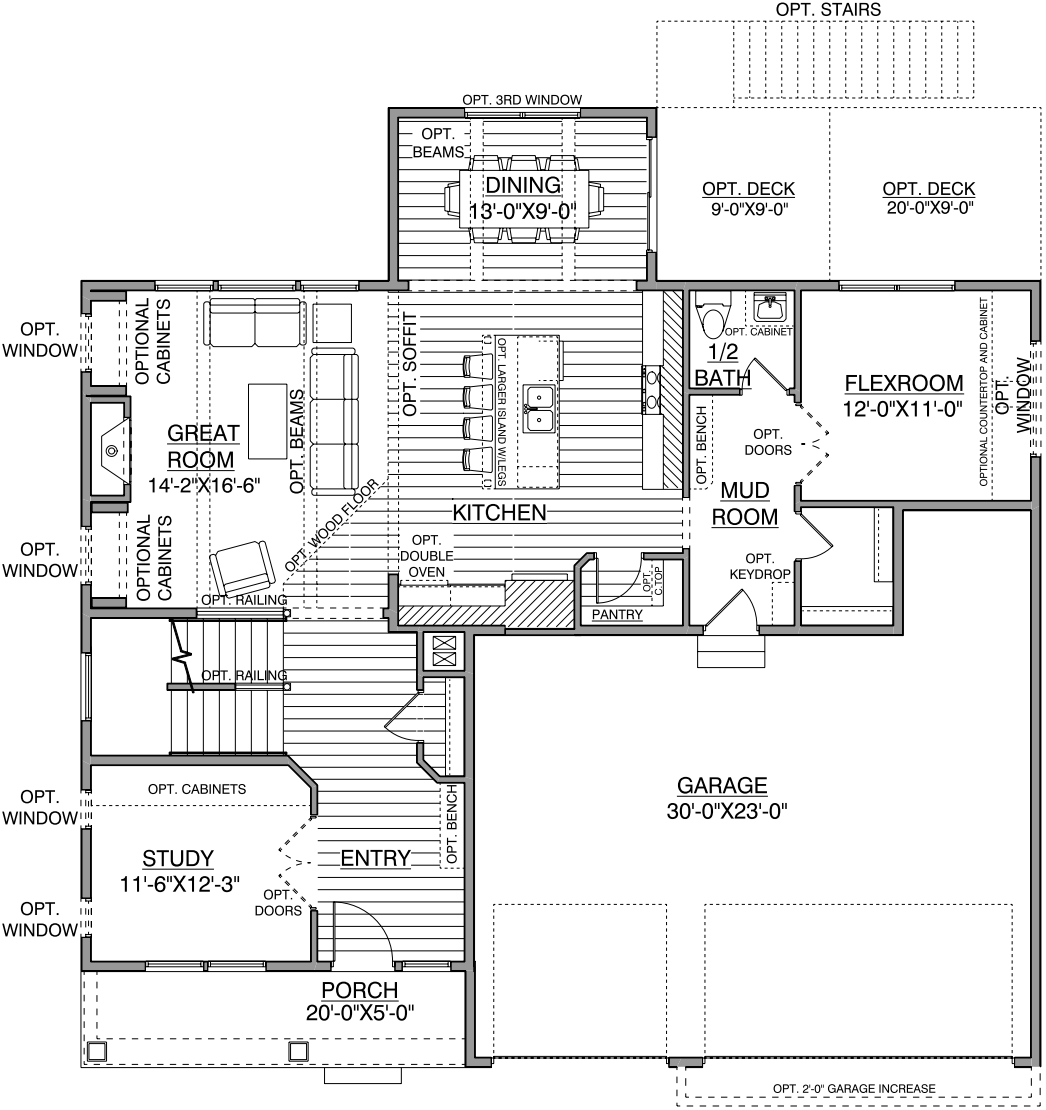 OPT. STAIRS
OPT. 3RD WINDOW
OPT.
BEAMS
DINING
13'-0"X9'-0"
OPT. DECK
9'-0"X9'-0"
OPT. DECK
20'-0"X9'-0"
OPT.
WINDOW
OPTIONAL
CABINETS
OPT. SOFFIT
OPT. LARGER ISLAND W/LEGS
OPT. CABINET
1/2
BATH
FLEXROOM
12'-0"X11'-0"
OPTIONAL COUNTERTOP AND CABINET
OPT.
WINDOW
GREAT
ROOM
14'-2"X16'-6"
OPT. BEAMS
OPT. BENCH
OPT.
DOORS
MUD
ROOM
KITCHEN
OPT. WOOD FLOOR
OPT.
WINDOW
OPTIONAL
CABINETS
OPT.
DOUBLE
OVEN
OPT.
C.TOP
OPT.
KEYDROP
PANTRY
OPT. RAILING
OPT. RAILING
OPT.
WINDOW
OPT. CABINETS
OPT. BENCH
GARAGE
30'-0"X23'-0"
STUDY
11'-6"X12'-3"
ENTRY
OPT.
DOORS
OPT.
WINDOW
PORCH
20'-0"X5'-0"
OPT. 2'-0" GARAGE INCREASE